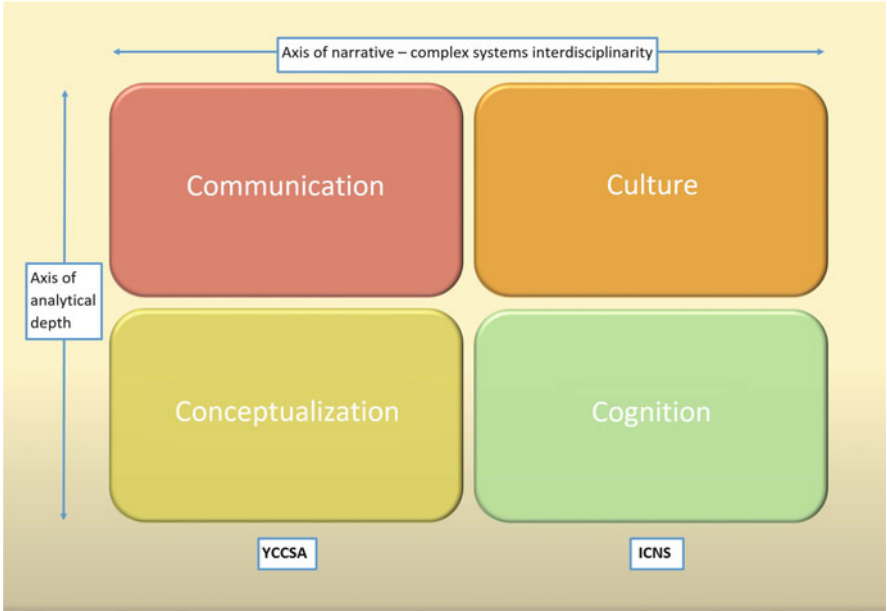 Axis of narrative – complex systems interdisciplinarity
Communication
Culture
Axis of
analytical
depth
Conceptualization
Cognition
YCCSA
ICNS